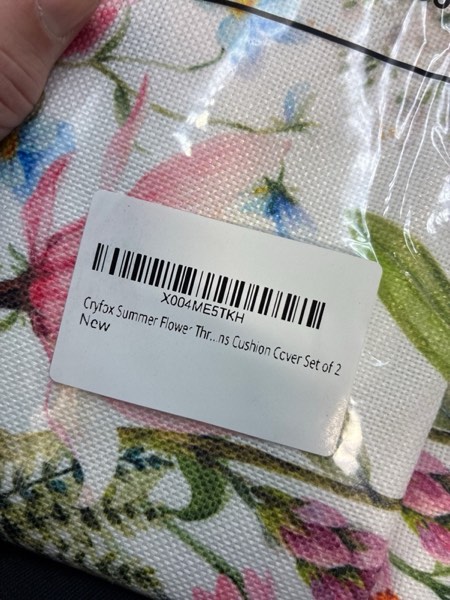 X004ME5TKH
Cryfox Summer Flower Thr...ns Cushion Cover Set of 2
New